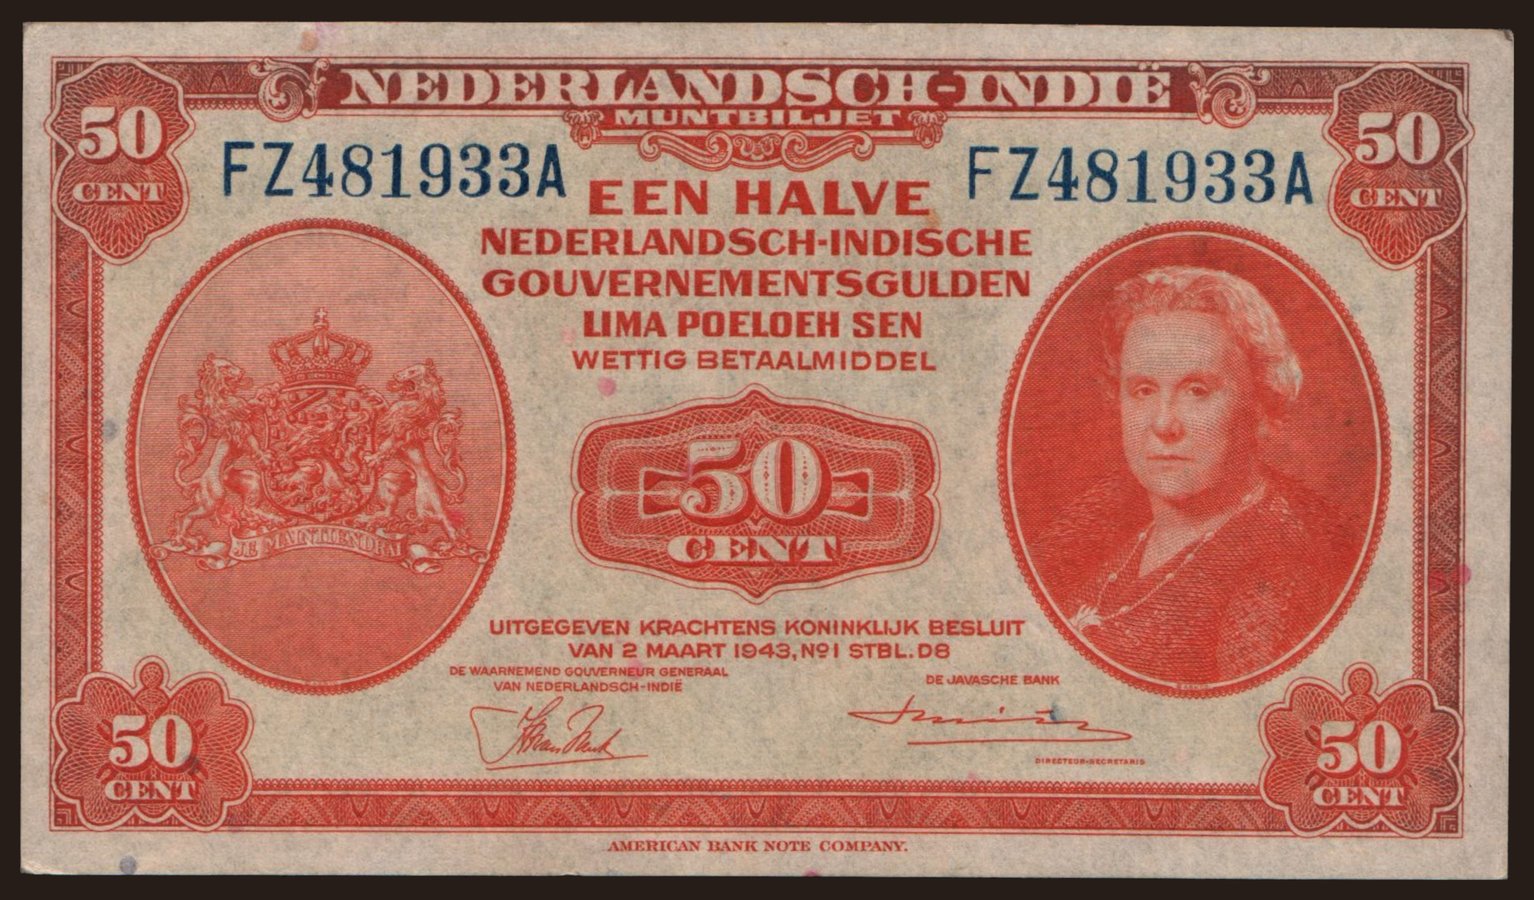 NEDERLANDSCH-INDIË
MUNTBILJET
50 CENT
50 CENT
FZ481933A
FZ481933A
EEN HALVE
NEDERLANDSCH-INDISCHE
GOUVERNEMENTSGULDEN
LIMA POELOEH SEN
WETTIG BETAALMIDDEL
50
CENT
JE MAINTIENDRAI
UITGEGEVEN KRACHTENS KONINKLIJK BESLUIT
VAN 2 MAART 1943, No 1 STBL. D8
DE WAARNEMEND GOUVERNEUR GENERAAL
VAN NEDERLANDSCH-INDIË
DE JAVASCHE BANK
DIRECTEUR-SECRETARIS
50 CENT
50 CENT
AMERICAN BANK NOTE COMPANY.